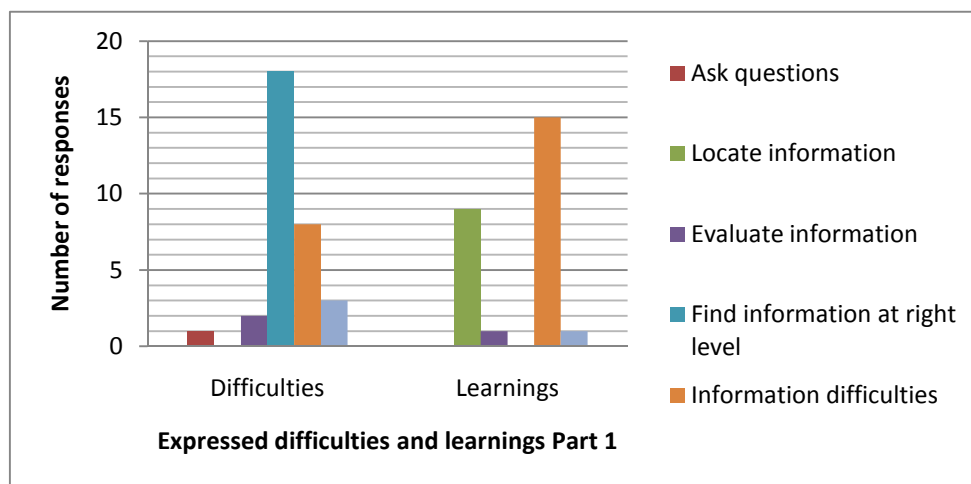 20
15
10
5
0
Number of responses
Difficulties
Learnings
Expressed difficulties and learnings Part 1
Ask questions
Locate information
Evaluate information
Find information at right
level
Information difficulties